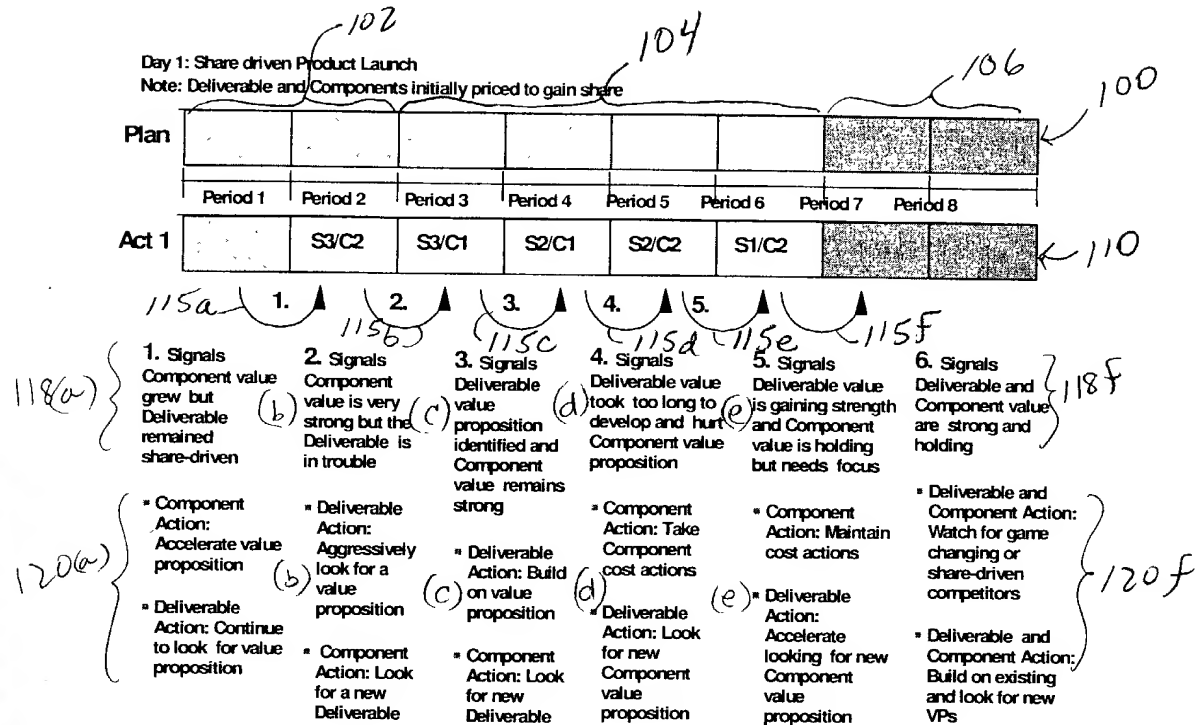 102
104
106
100
Day 1: Share driven Product Launch
Note: Deliverable and Components initially priced to gain share
Plan
Period 1 Period 2 Period 3 Period 4 Period 5 Period 6 Period 7 Period 8
Act 1 S3/C2 S3/C1 S2/C1 S2/C2 S1/C2
110
1. 2. 3. 4. 5.
115a 115b 115c 115d 115e 115f
118(a)
1. Signals
Component value
grew but
Deliverable
remained
share-driven
(b)
2. Signals
Component
value is very
strong but the
Deliverable is
in trouble
(c)
3. Signals
Deliverable
value
proposition
identified and
Component
value remains
strong
(d)
4. Signals
Deliverable value
took too long to
develop and hurt
Component value
proposition
(e)
5. Signals
Deliverable value
is gaining strength
and Component
value is holding
but needs focus
6. Signals
Deliverable and
Component value
are strong and
holding
118f
120(a)
▪ Component
Action:
Accelerate value
proposition
▪ Deliverable
Action: Continue
to look for value
proposition
(b)
▪ Deliverable
Action:
Aggressively
look for a
value
proposition
▪ Component
Action: Look
for a new
Deliverable
(c)
▪ Deliverable
Action: Build
on value
proposition
▪ Component
Action: Look
for new
Deliverable
(d)
▪ Component
Action: Take
Component
cost actions
▪ Deliverable
Action: Look
for new
Component
value
proposition
(e)
▪ Component
Action: Maintain
cost actions
▪ Deliverable
Action:
Accelerate
looking for new
Component
value
proposition
▪ Deliverable and
Component Action:
Watch for game
changing or
share-driven
competitors
▪ Deliverable and
Component Action:
Build on existing
and look for new
VPs
120f